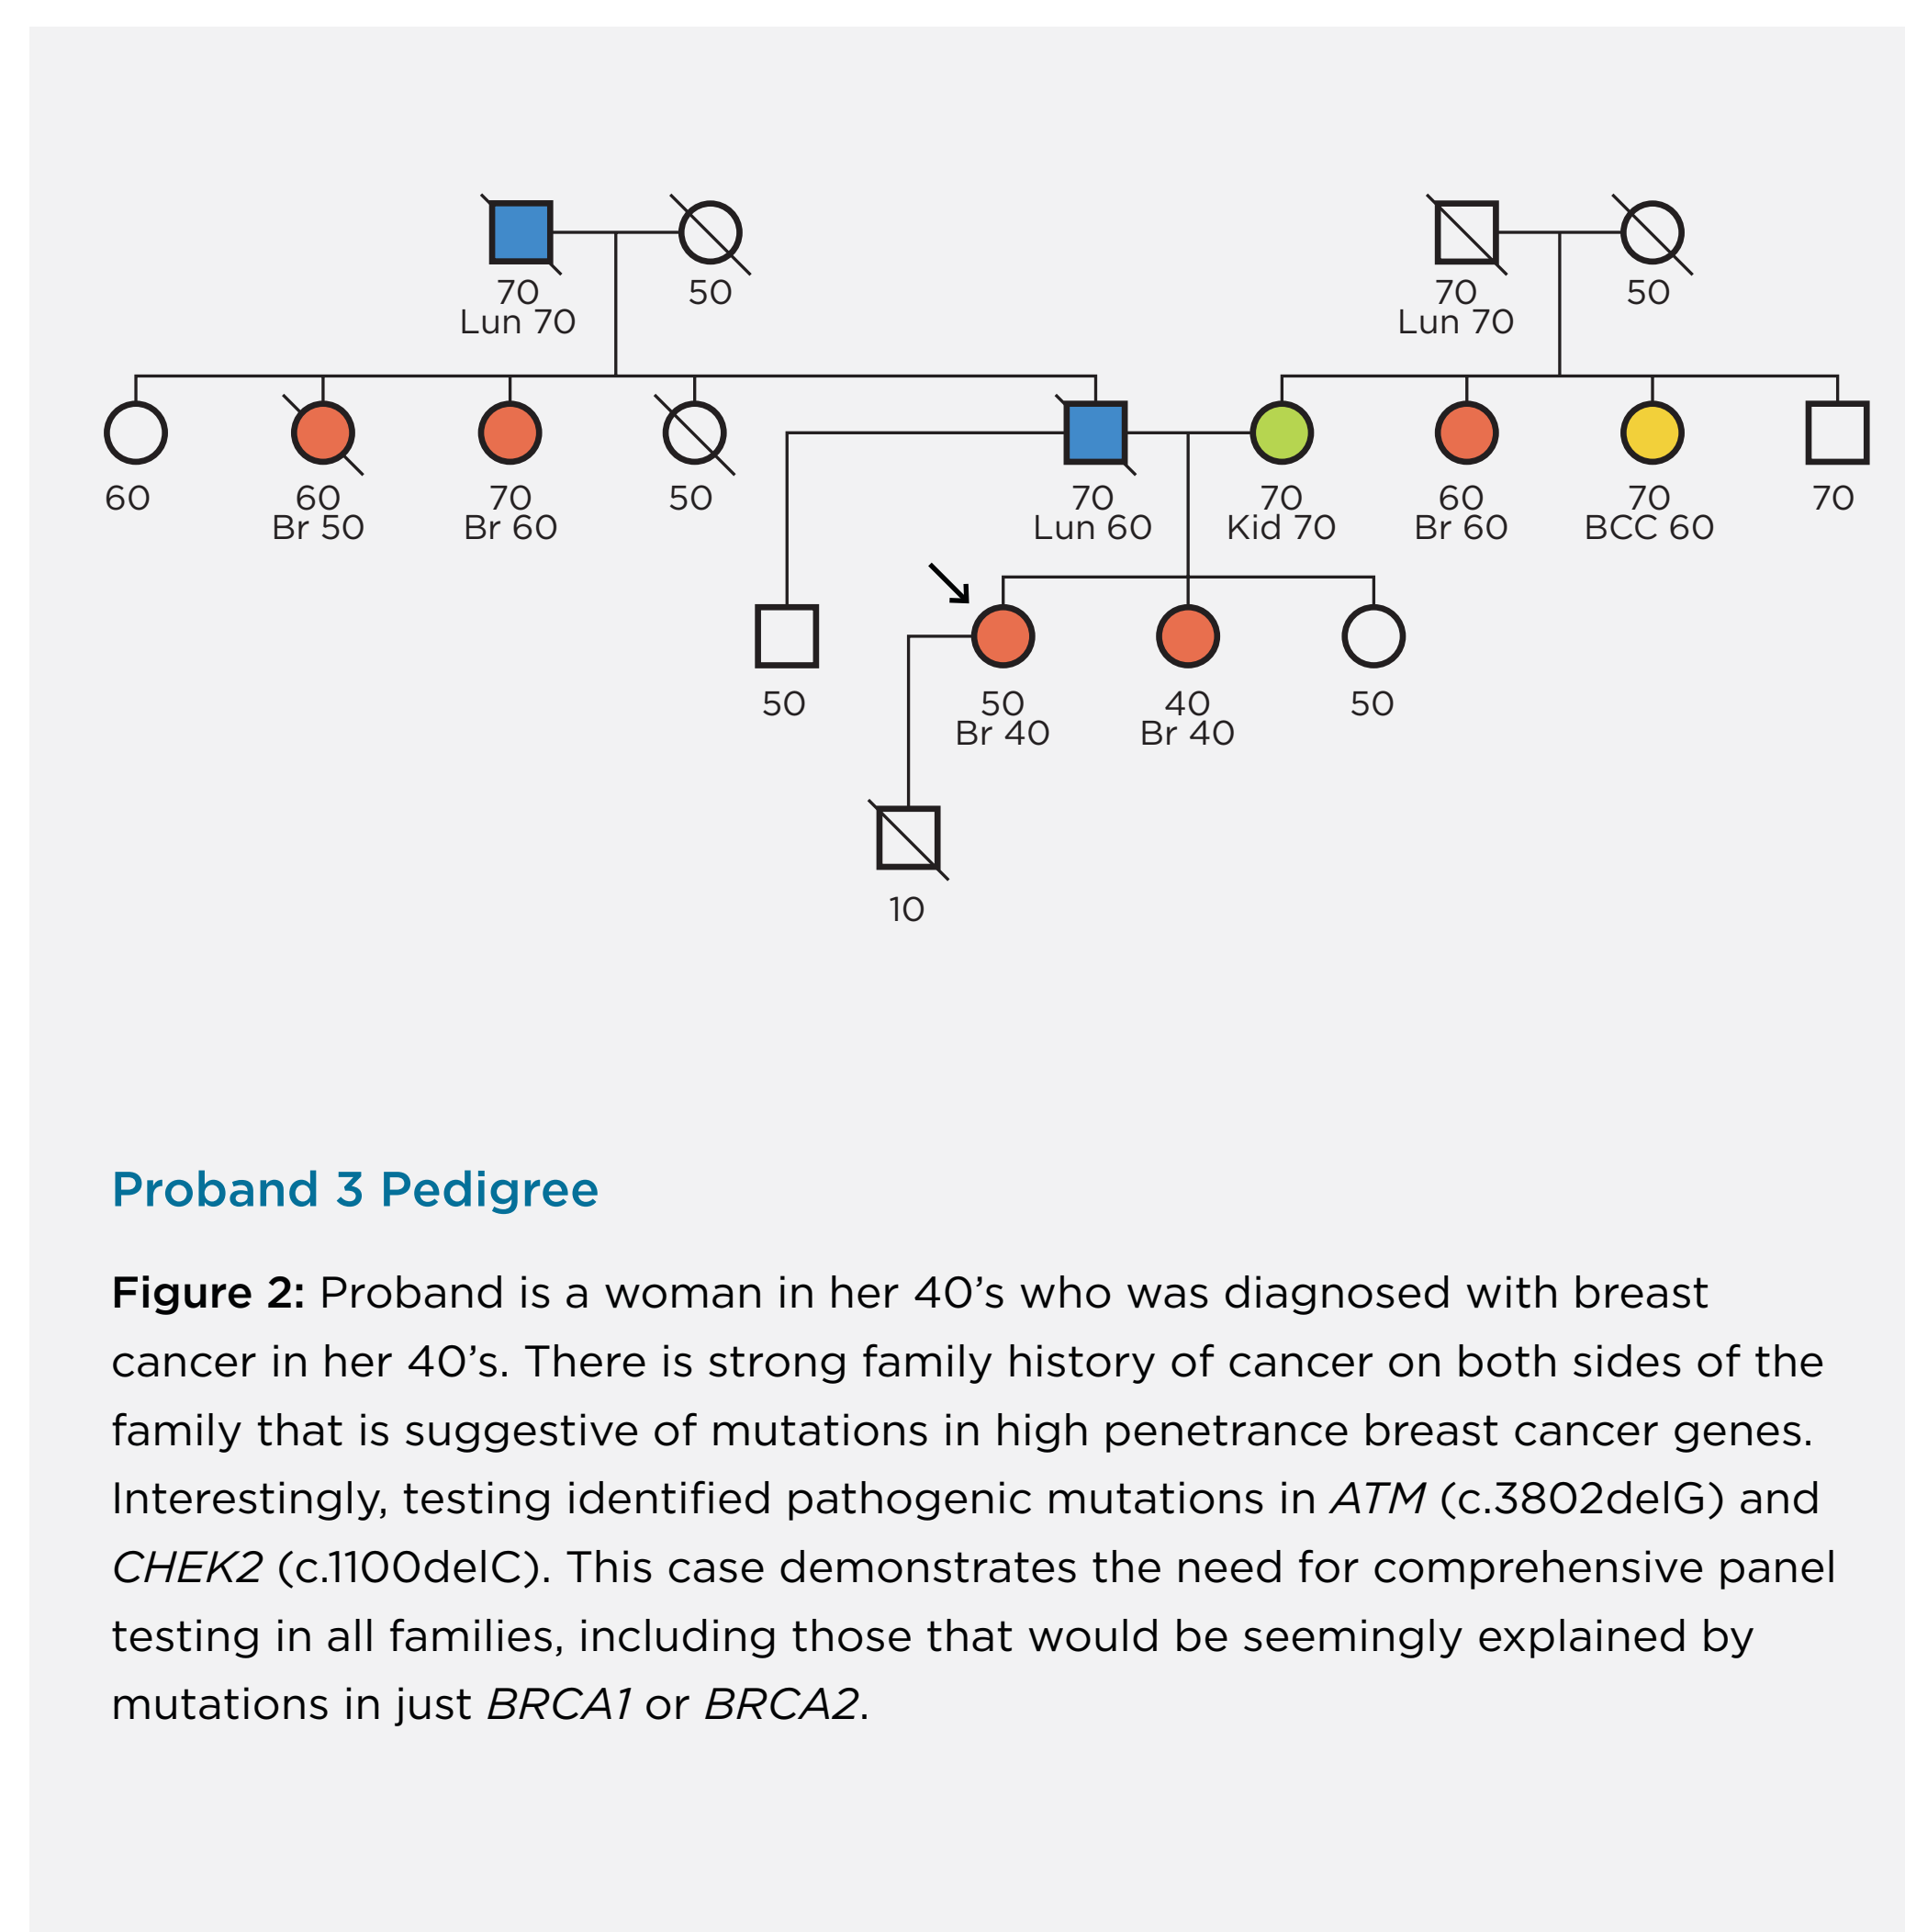 70 50 70 50
Lun 70 Lun 70
60 60 70 50 70 70 60 70 70
Br 50 Br 60 Lun 60 Kid 70 Br 60 BCC 60
50 50 40 50
Br 40 Br 40
10
Proband 3 Pedigree
Figure 2: Proband is a woman in her 40’s who was diagnosed with breast
cancer in her 40’s. There is strong family history of cancer on both sides of the
family that is suggestive of mutations in high penetrance breast cancer genes.
Interestingly, testing identified pathogenic mutations in ATM (c.3802delG) and
CHEK2 (c.1100delC). This case demonstrates the need for comprehensive panel
testing in all families, including those that would be seemingly explained by
mutations in just BRCA1 or BRCA2.